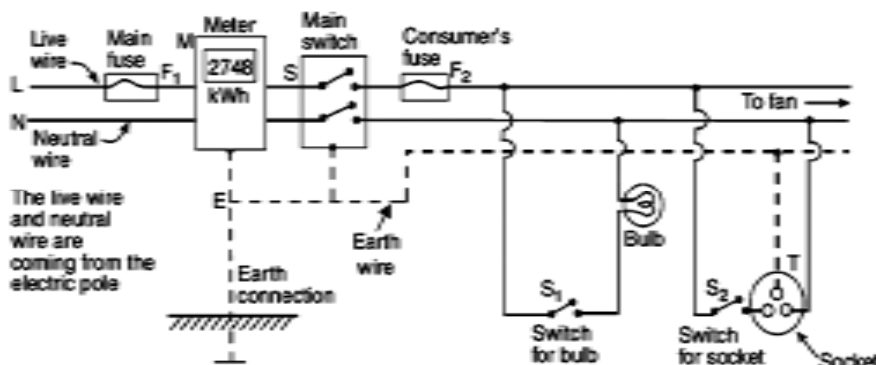 Live
wire
Main
fuse
F1
M
Meter
2748
kWh
Main
switch
S
Consumer's
fuse
F2
L
N
Neutral
wire
To fan
The live wire
and neutral
wire are
coming from the
electric pole
E
Earth
wire
Earth
connection
Bulb
S1
Switch
for bulb
S2
Switch
for socket
T
Socket